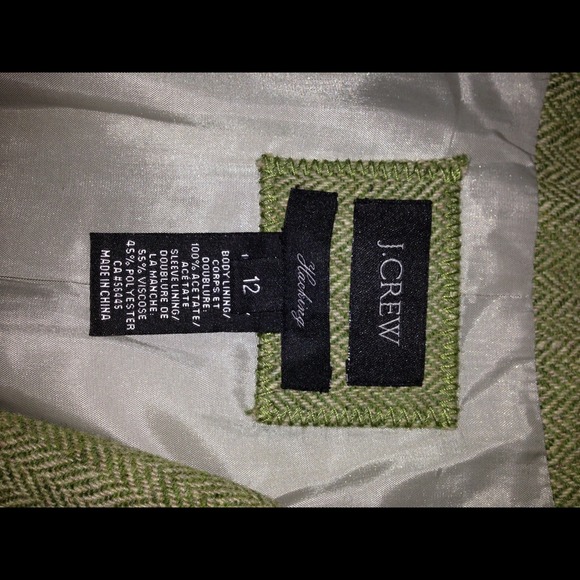 J.CREW
Hacking
12
BODY LINING/
DOUBLURE:
CORPS ET
100% ACETATE/
ACÉTATE
SLEEVE LINING/
DOUBLURE DE
LA MANCHE:
55% VISCOSE
45% POLYESTER
CA#56445
MADE IN CHINA